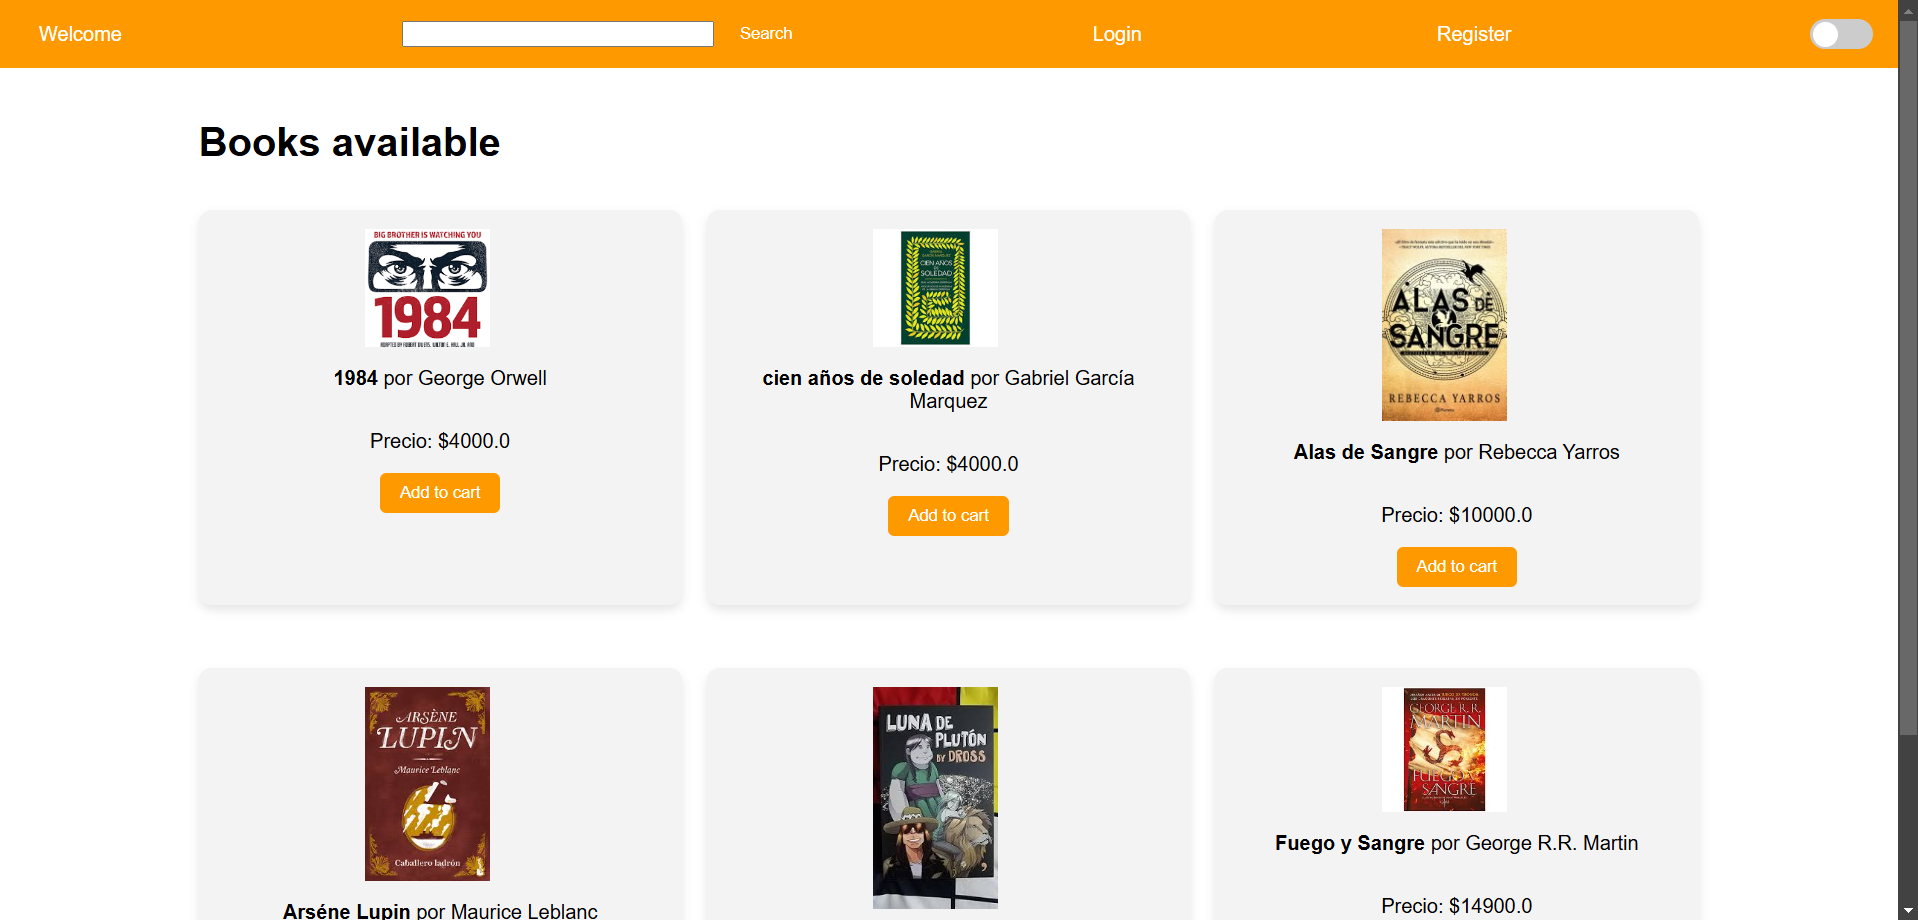 Welcome
Search
Login
Register
Books available
BIG BROTHER IS WATCHING YOU
1984
1984 por George Orwell
Precio: $4000.0
Add to cart
CIEN AÑOS
DE
SOLEDAD
cien años de soledad por Gabriel García
Marquez
Precio: $4000.0
Add to cart
ALAS DE
SANGRE
REBECCA YARROS
Alas de Sangre por Rebecca Yarros
Precio: $10000.0
Add to cart
ARSÈNE
LUPIN
Maurice Leblanc
Caballero ladrón
Arséne Lupin por Maurice Leblanc
LUNA DE
PLUTÓN
BY DROSS
GEORGE R. R.
MARTIN
FUEGO Y
SANGRE
Fuego y Sangre por George R.R. Martin
Precio: $14900.0